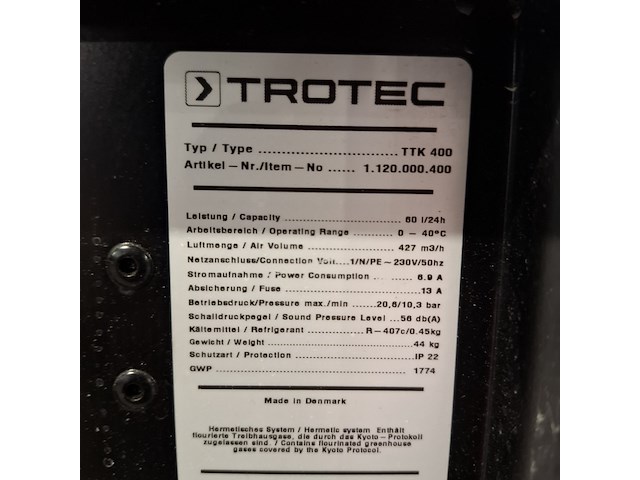 TROTEC
Typ / Type .......................... TTK 400
Artikel – Nr./Item – No ...... 1.120.000.400
Leistung / Capacity .......................... 60 l/24h
Arbeitsbereich / Operating Range ........... 0 – 40°C
Luftmenge / Air Volume ..................... 427 m3/h
Netzanschluss/Connection Volt....1/N/PE~230V/50hz
Stromaufnahme / Power Consumption ........... 6.9 A
Absicherung / Fuse ............................. 13 A
Betriebsdruck/Pressure max./min ...... 20,6/10,3 bar
Schalldruckpegel / Sound Pressure Level ...56 db(A)
Kältemittel / Refrigerant ............... R–407c/0.45kg
Gewicht / Weight .............................. 44 kg
Schutzart / Protection ......................... IP 22
GWP .................................... 1774
Made in Denmark
Hermetisches System / Hermetic system Enthält
flourierte Treibhausgase, die durch das Kyoto – Protokoll
zugelassen sind. / Contains flourinated greenhouse
gases covered by the Kyoto Protocol.